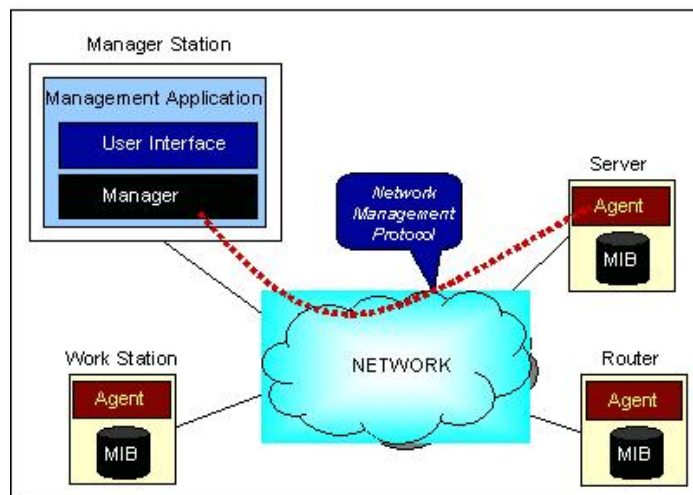 Manager Station
Management Application
User Interface
Manager
Network
Management
Protocol
Server
Agent
MIB
NETWORK
Work Station
Agent
MIB
Router
Agent
MIB